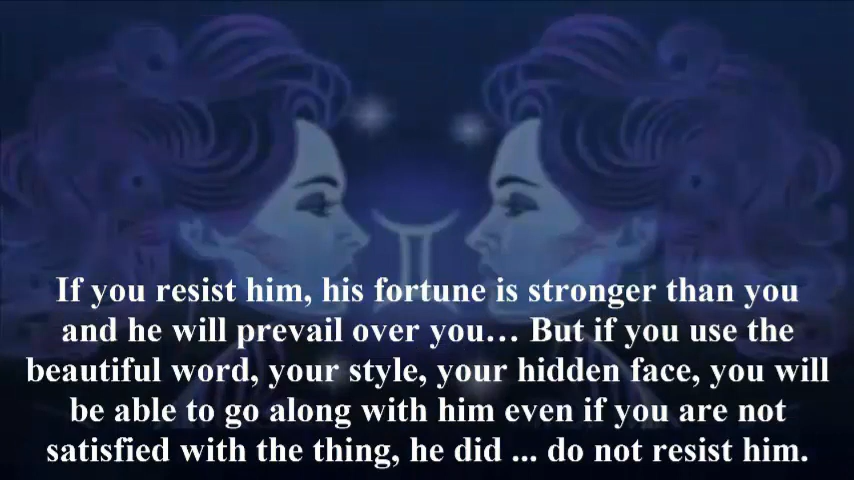 If you resist him, his fortune is stronger than you
and he will prevail over you... But if you use the
beautiful word, your style, your hidden face, you will
be able to go along with him even if you are not
satisfied with the thing, he did ... do not resist him.